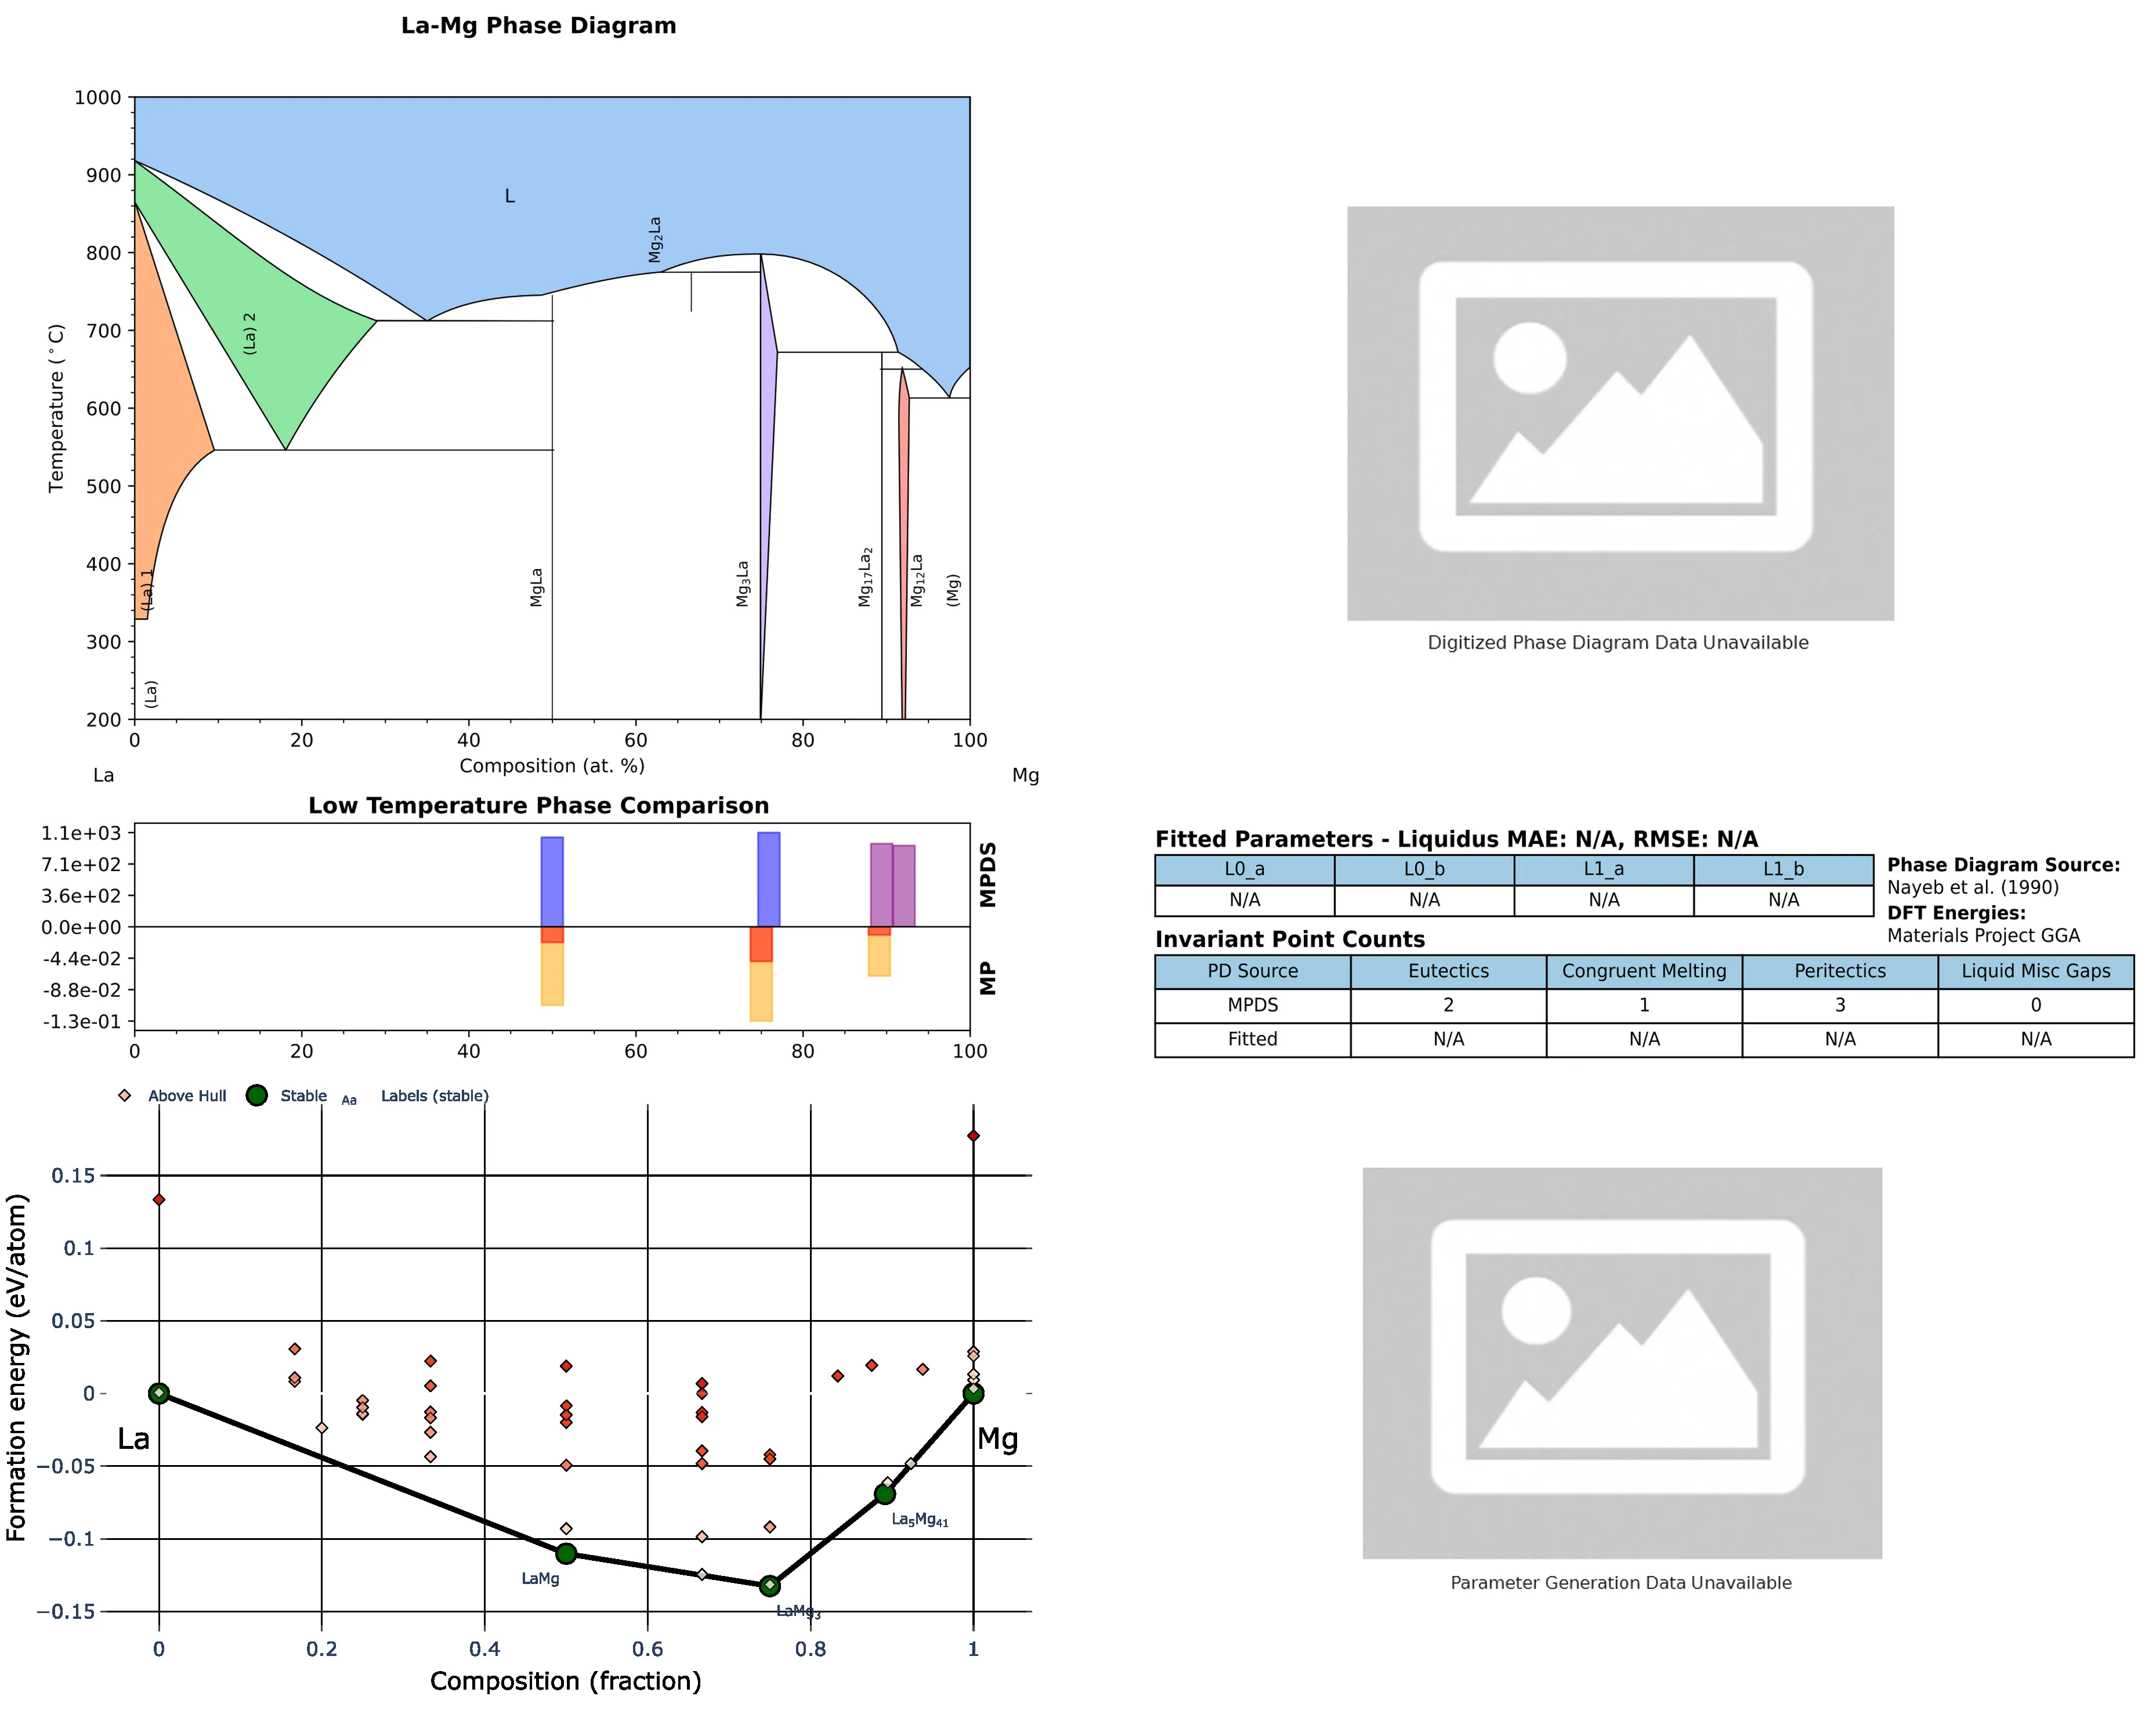 La-Mg Phase Diagram
1000
900
800
700
600
500
400
300
200
Temperature (°C)
L
(La) 2
(La) 1
(La)
Mg₂La
MgLa
Mg₃La
Mg₁₇La₂
Mg₁₂La
(Mg)
0 20 40 60 80 100
Composition (at. %)
La Mg
Digitized Phase Diagram Data Unavailable
Low Temperature Phase Comparison
1.1e+03
7.1e+02
3.6e+02
0.0e+00
-4.4e-02
-8.8e-02
-1.3e-01
MPDS
MP
0 20 40 60 80 100
Fitted Parameters - Liquidus MAE: N/A, RMSE: N/A
L0_a L0_b L1_a L1_b
N/A N/A N/A N/A
Phase Diagram Source:
Nayeb et al. (1990)
DFT Energies:
Materials Project GGA
Invariant Point Counts
PD Source Eutectics Congruent Melting Peritectics Liquid Misc Gaps
MPDS 2 1 3 0
Fitted N/A N/A N/A N/A
Above Hull Stable Aa Labels (stable)
0.15
0.1
0.05
0
−0.05
−0.1
−0.15
Formation energy (eV/atom)
La
Mg
LaMg
LaMg₃
La₅Mg₄₁
0 0.2 0.4 0.6 0.8 1
Composition (fraction)
Parameter Generation Data Unavailable